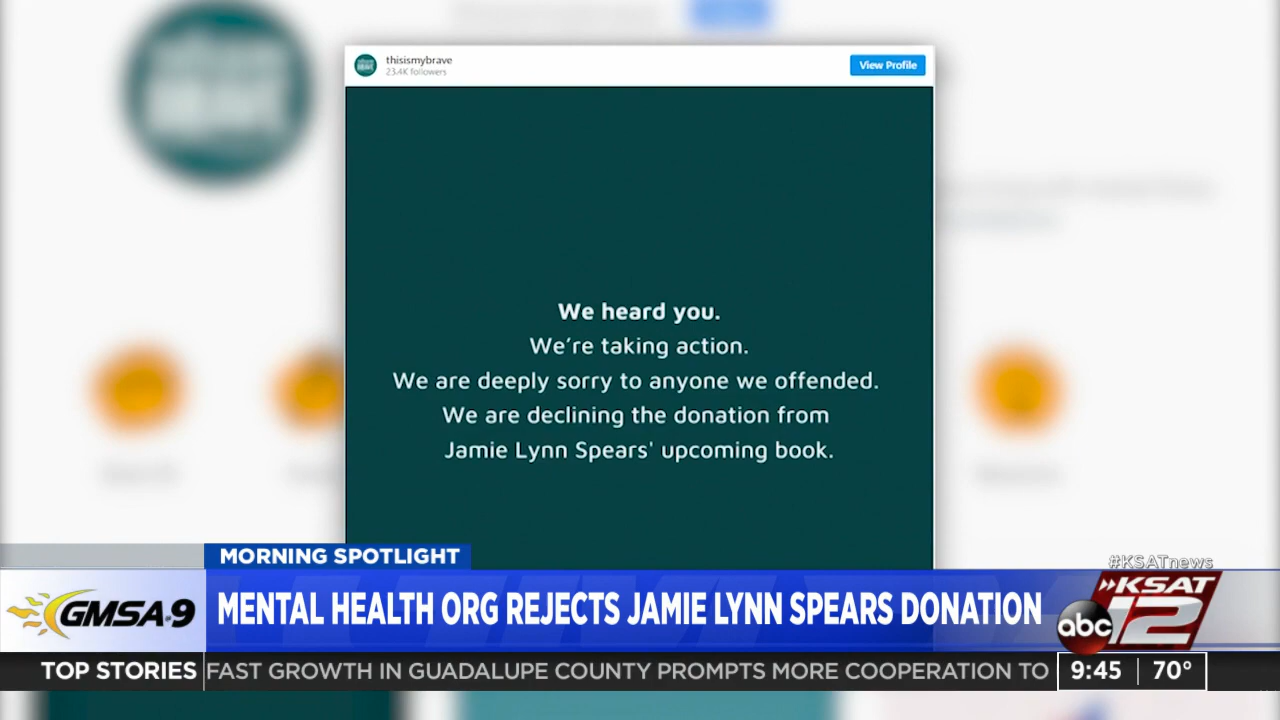 thisismybrave
23.4K followers
View Profile
We heard you.
We're taking action.
We are deeply sorry to anyone we offended.
We are declining the donation from
Jamie Lynn Spears' upcoming book.
MORNING SPOTLIGHT
#KSATnews
GMSA@9
MENTAL HEALTH ORG REJECTS JAMIE LYNN SPEARS DONATION
KSAT
abc 12
TOP STORIES
FAST GROWTH IN GUADALUPE COUNTY PROMPTS MORE COOPERATION TO
9:45
70°